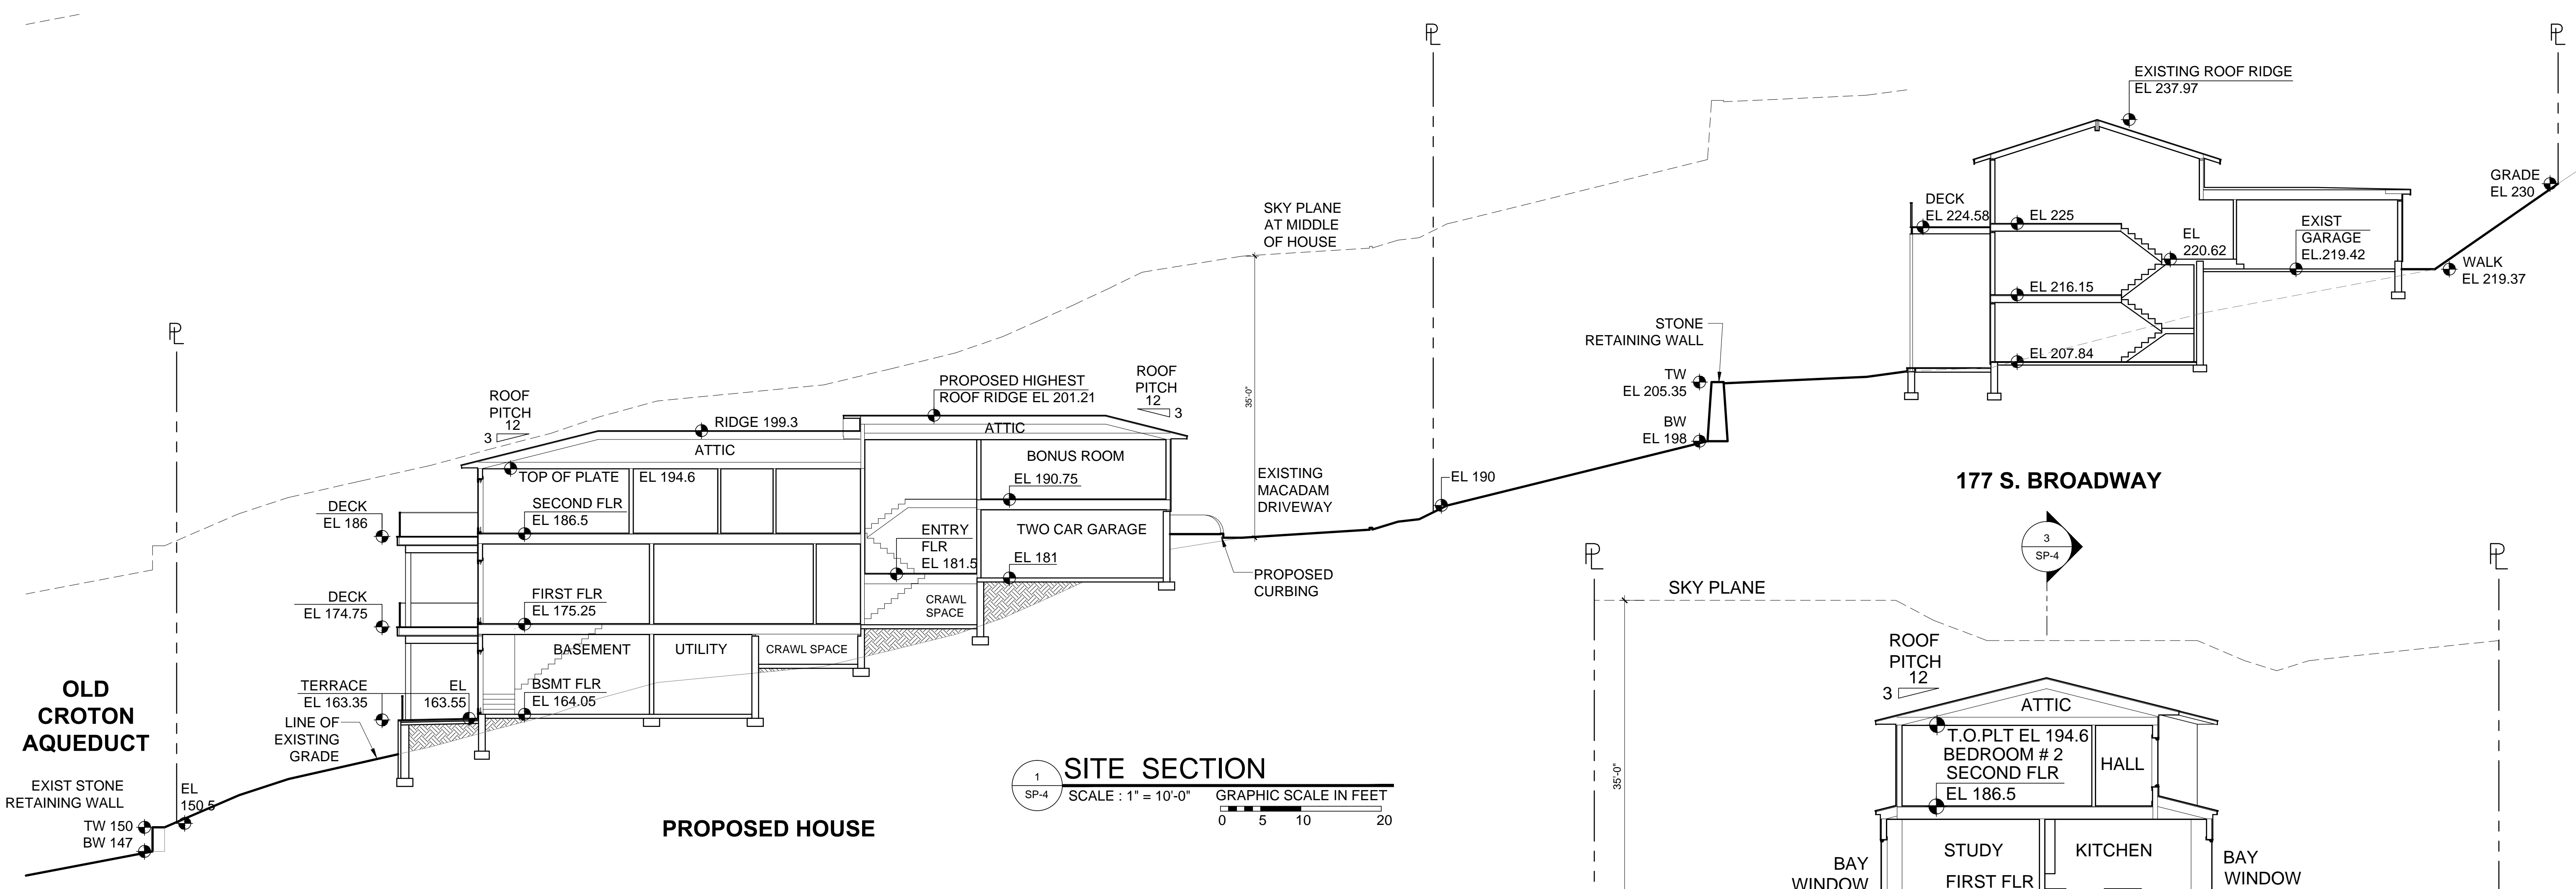 PL
PL
EXISTING ROOF RIDGE
EL 237.97
GRADE
EL 230
DECK
EL 224.58
EL 225
EL
220.62
EXIST
GARAGE
EL.219.42
WALK
EL 219.37
EL 216.15
EL 207.84
STONE
RETAINING WALL
TW
EL 205.35
BW
EL 198
177 S. BROADWAY
SKY PLANE
AT MIDDLE
OF HOUSE
35'-0"
EXISTING
MACADAM
DRIVEWAY
EL 190
PROPOSED
CURBING
PL
ROOF
PITCH
12
3
RIDGE 199.3
PROPOSED HIGHEST
ROOF RIDGE EL 201.21
ROOF
PITCH
12
3
ATTIC
ATTIC
TOP OF PLATE
EL 194.6
BONUS ROOM
EL 190.75
DECK
EL 186
SECOND FLR
EL 186.5
ENTRY
FLR
EL 181.5
TWO CAR GARAGE
EL 181
DECK
EL 174.75
FIRST FLR
EL 175.25
CRAWL
SPACE
BASEMENT
UTILITY
CRAWL SPACE
TERRACE
EL 163.35
EL
163.55
BSMT FLR
EL 164.05
LINE OF
EXISTING
GRADE
OLD
CROTON
AQUEDUCT
EXIST STONE
RETAINING WALL
EL
150.5
TW 150
BW 147
PROPOSED HOUSE
1
SP-4
SITE SECTION
SCALE : 1" = 10'-0"
GRAPHIC SCALE IN FEET
0 5 10 20
3
SP-4
PL
PL
SKY PLANE
35'-0"
ROOF
PITCH
12
3
ATTIC
T.O.PLT EL 194.6
BEDROOM # 2
SECOND FLR
EL 186.5
HALL
STUDY
KITCHEN
FIRST FLR
BAY
WINDOW
BAY
WINDOW